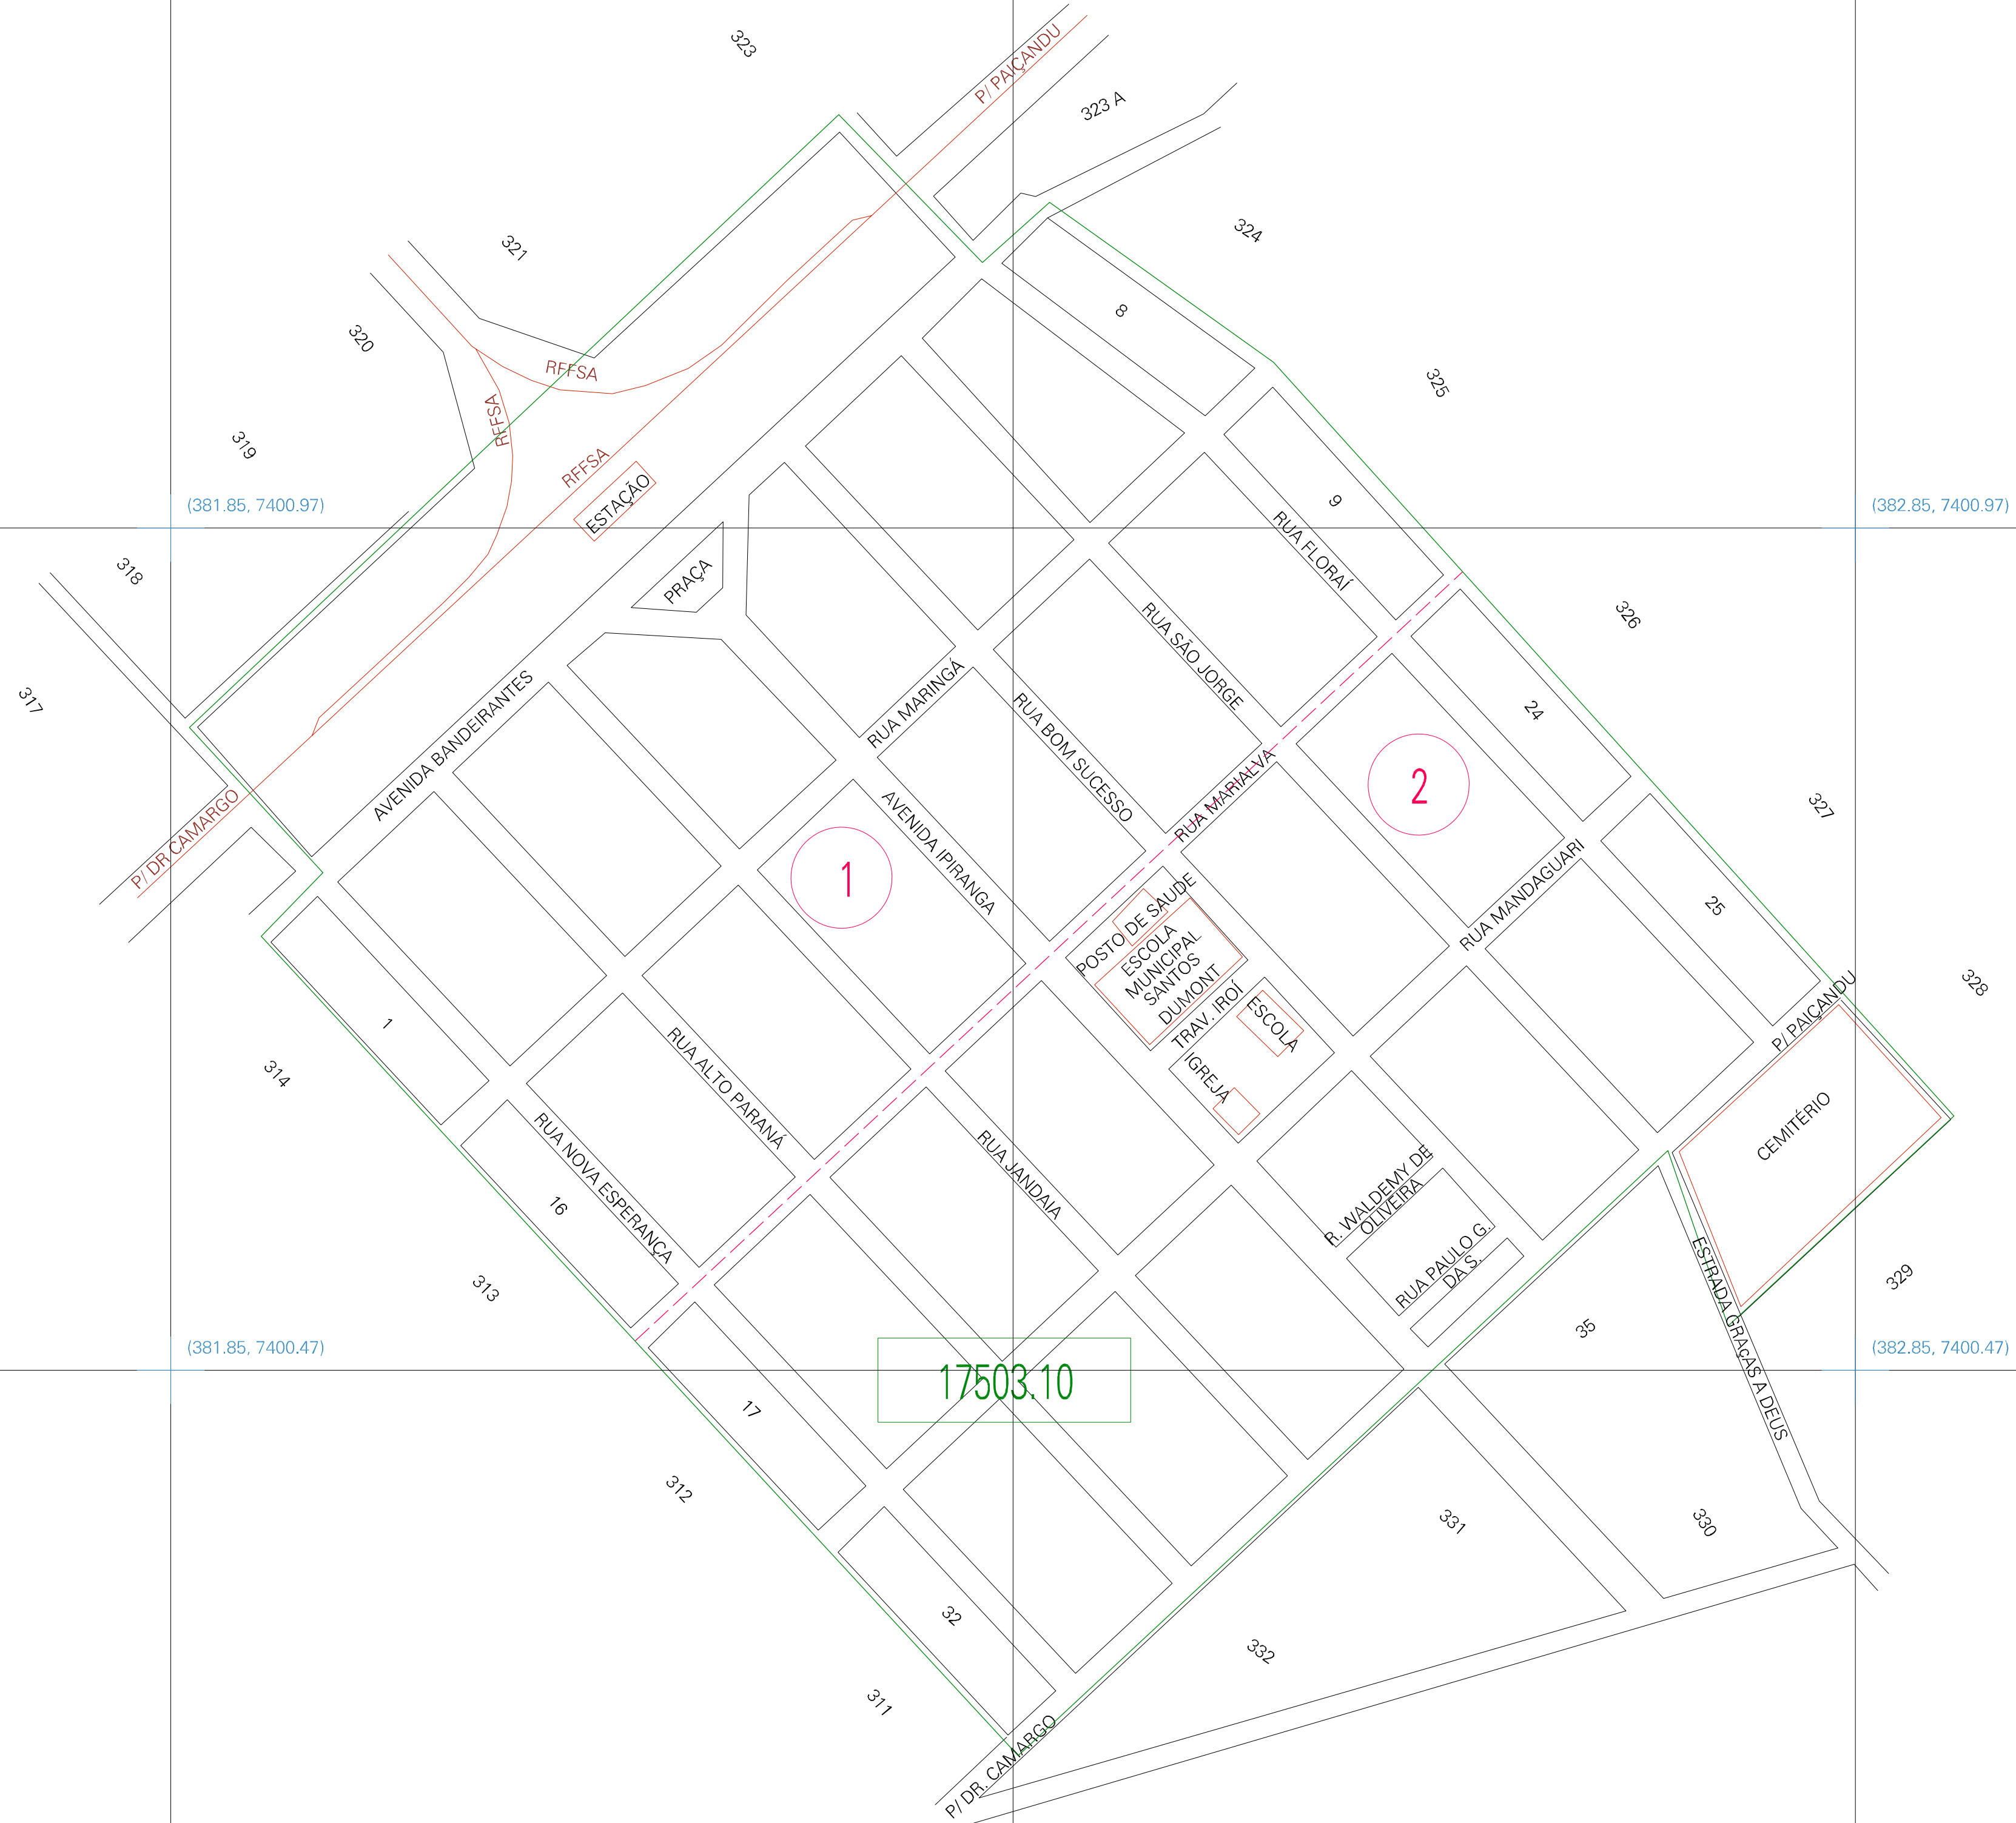 323
P/ PAIÇANDU
323 A
321
324
8
320
RFFSA
325
RFFSA
319
RFFSA
ESTAÇÃO
9
(381.85, 7400.97)
(382.85, 7400.97)
RUA FLORAÍ
318
PRAÇA
326
RUA SÃO JORGE
317
RUA MARINGÁ
24
AVENIDA BANDEIRANTES
RUA BOM SUCESSO
RUA MARIALVA
2
327
P/ DR CAMARGO
1
AVENIDA IPIRANGA
RUA MANDAGUARI
25
POSTO DE SAUDE
ESCOLA
MUNICIPAL
SANTOS
DUMONT
328
P/ PAIÇANDU
TRAV. IROÍ
ESCOLA
1
314
RUA ALTO PARANÁ
ÍGREJA
CEMITÉRIO
RUA NOVA ESPERANÇA
16
RUA JANDAIA
R. WALDEMY DE
OLIVEIRA
313
RUA PAULO G.
DA S.
329
35
ESTRADA GRAçAS A DEUS
(381.85, 7400.47)
(382.85, 7400.47)
17503.10
17
312
331
330
32
332
311
P/ DR. CAMARGO